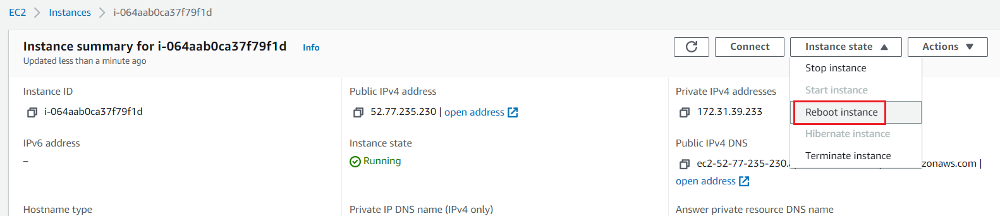 EC2 > Instances > i-064aab0ca37f79f1d
Instance summary for i-064aab0ca37f79f1d Info
Updated less than a minute ago
Connect
Instance state ▲
Actions ▼
Stop instance
Start instance
Reboot instance
Hibernate instance
Terminate instance
Instance ID
i-064aab0ca37f79f1d
Public IPv4 address
52.77.235.230 | open address
Private IPv4 addresses
172.31.39.233
IPv6 address
–
Instance state
Running
Public IPv4 DNS
ec2-52-77-235-230.a zonaws.com |
open address
Hostname type
Private IP DNS name (IPv4 only)
Answer private resource DNS name